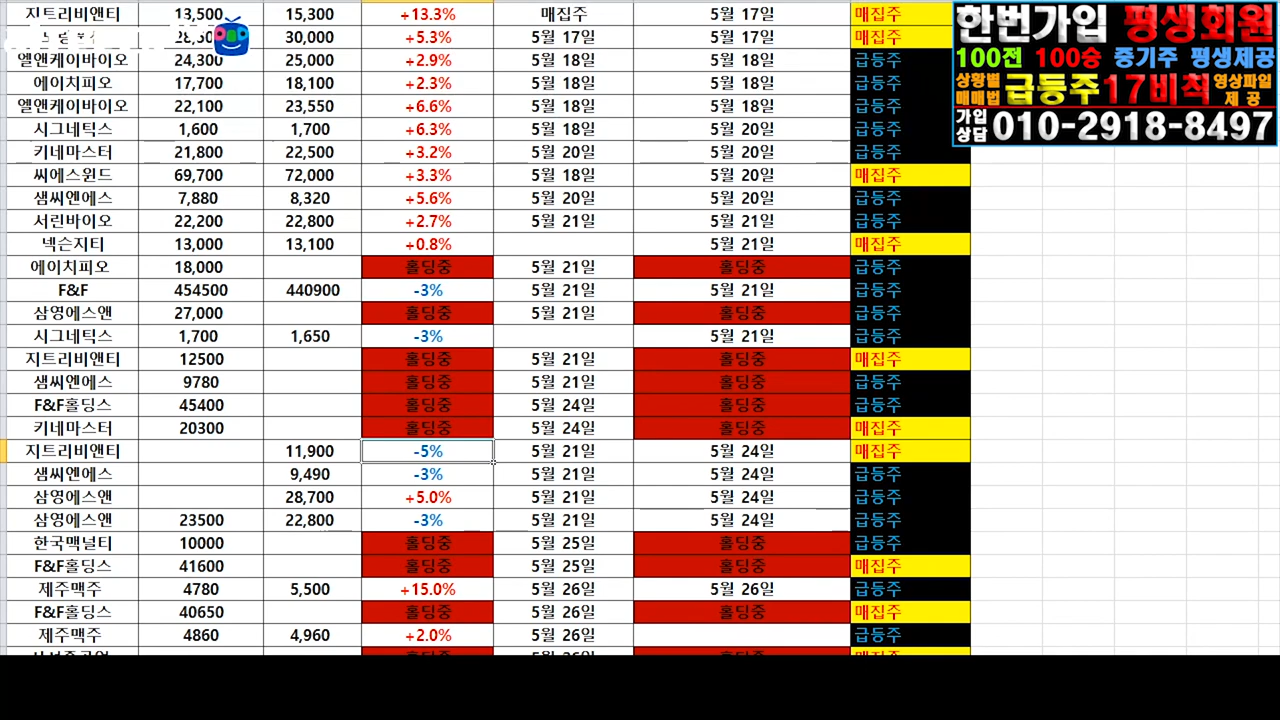 지트리비앤티 13,500 15,300 +13.3% 매집주 5월 17일 매집주
30,000 +5.3% 5월 17일 5월 17일 매집주
엘앤케이바이오 24,300 25,000 +2.9% 5월 18일 5월 18일 급등주
에이치피오 17,700 18,100 +2.3% 5월 18일 5월 18일 급등주
엘앤케이바이오 22,100 23,550 +6.6% 5월 18일 5월 18일 급등주
시그네틱스 1,600 1,700 +6.3% 5월 18일 5월 20일 급등주
키네마스터 21,800 22,500 +3.2% 5월 20일 5월 20일 급등주
씨에스윈드 69,700 72,000 +3.3% 5월 18일 5월 20일 매집주
샘씨엔에스 7,880 8,320 +5.6% 5월 20일 5월 20일 급등주
서린바이오 22,200 22,800 +2.7% 5월 21일 5월 21일 급등주
넥슨지티 13,000 13,100 +0.8% 5월 21일 매집주
에이치피오 18,800 홀딩중 5월 21일 홀딩중 급등주
F&F 454500 440900 -3% 5월 21일 5월 21일 급등주
삼영에스앤 27,000 홀딩중 5월 21일 홀딩중 급등주
시그네틱스 1,700 1,650 -3% 5월 21일 급등주
지트리비앤티 12500 홀딩중 5월 21일 홀딩중 매집주
샘씨엔에스 9780 홀딩중 5월 21일 홀딩중 급등주
F&F홀딩스 45400 홀딩중 5월 24일 홀딩중 급등주
키네마스터 20300 홀딩중 5월 24일 홀딩중 매집주
지트리비앤티 11,900 -5% 5월 21일 5월 24일 매집주
샘씨엔에스 9,490 -3% 5월 21일 5월 24일 급등주
삼영에스앤 28,700 +5.0% 5월 21일 5월 24일 급등주
삼영에스앤 23500 22,800 -3% 5월 21일 5월 24일 급등주
한국맥널티 10000 홀딩중 5월 25일 홀딩중 급등주
F&F홀딩스 41600 홀딩중 5월 25일 홀딩중 매집주
제주맥주 4780 5,500 +15.0% 5월 26일 5월 26일 급등주
F&F홀딩스 40650 홀딩중 5월 26일 홀딩중 매집주
제주맥주 4860 4,960 +2.0% 5월 26일 급등주
한번가입 평생회원
100전 100승 중기주 평생제공
상황별 매매법 급등주17비책 영상파일 제 공
가입 상담 010-2918-8497